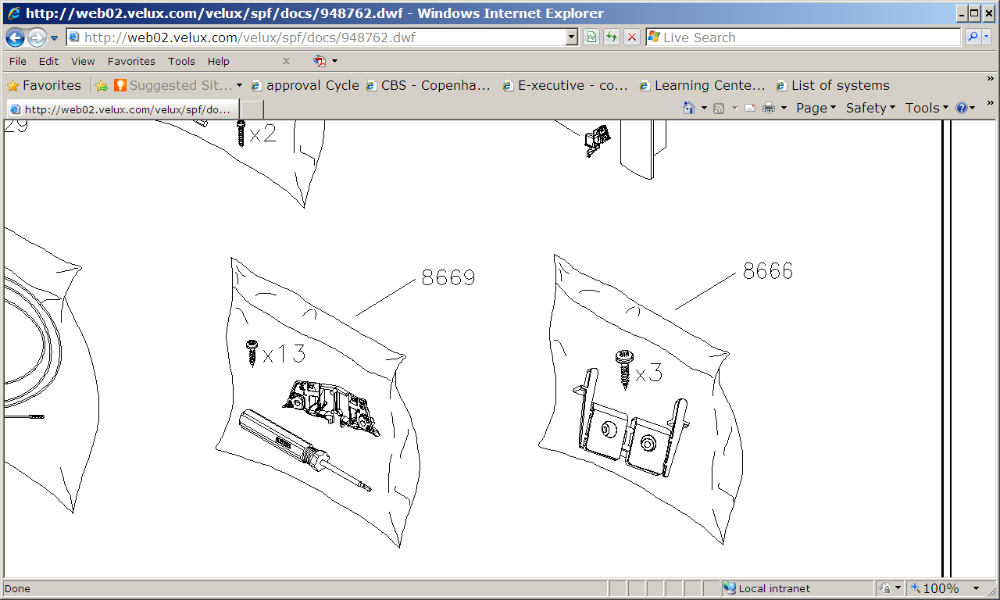 http://web02.velux.com/velux/spf/docs/948762.dwf - Windows Internet Explorer
http://web02.velux.com/velux/spf/docs/948762.dwf Live Search
File Edit View Favorites Tools Help x
Favorites Suggested Sit... approval Cycle CBS - Copenha... E-xecutive - co... Learning Cente... List of systems
http://web02.velux.com/velux/spf/do... Page Safety Tools
29 x2
8669 8666
x13 x3
Done Local intranet 100%